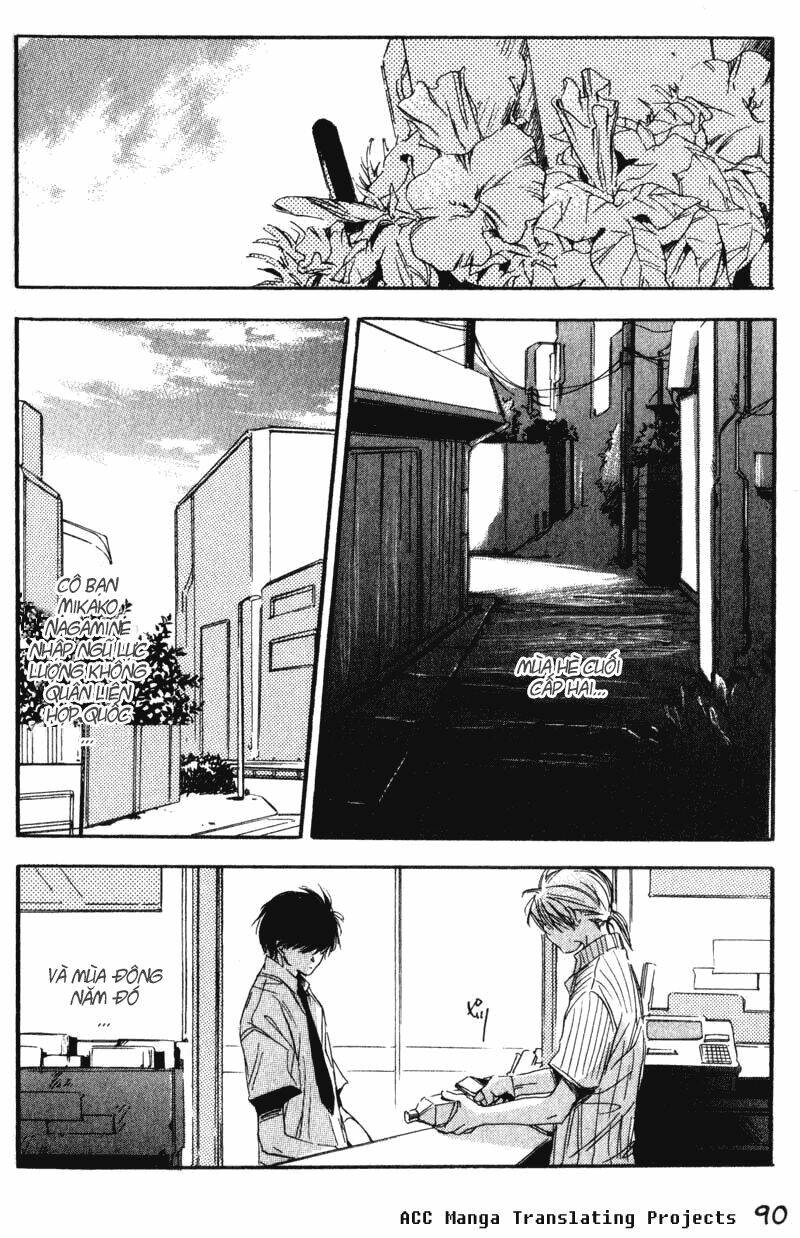 MÙA HÈ CUỐI
CẤP HAI...
CÔ BẠN
MIKAKO
NAGAMINE
NHẬP NGŨ LỰC
LƯỢNG KHÔNG
QUÂN LIÊN
HỢP QUỐC
...
VÀ MÙA ĐÔNG
NĂM ĐÓ
...
ACC Manga Translating Projects 90